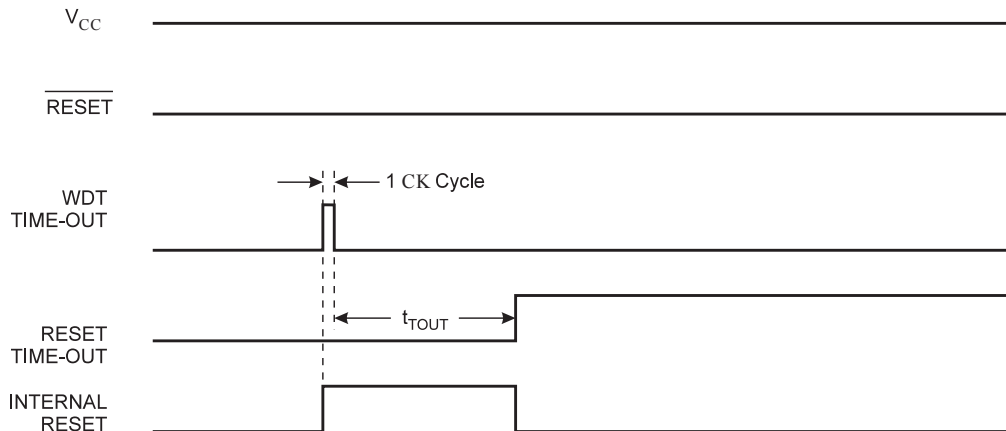 VCC
RESET
1 CK Cycle
WDT
TIME-OUT
tTOUT
RESET
TIME-OUT
INTERNAL
RESET